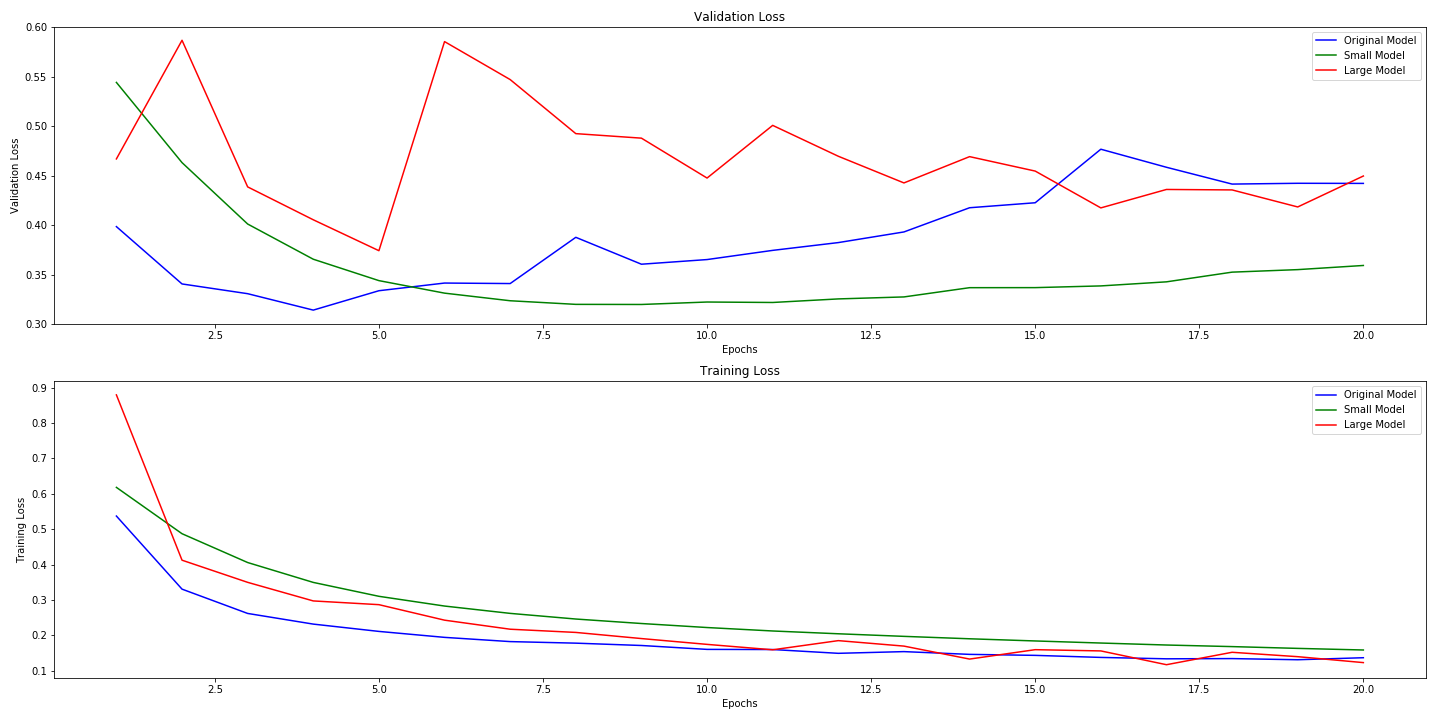 Validation Loss
0.60
0.55
0.50
0.45
0.40
0.35
0.30
Validation Loss
Original Model
Small Model
Large Model
2.5 5.0 7.5 10.0 12.5 15.0 17.5 20.0
Epochs
Training Loss
0.9
0.8
0.7
0.6
0.5
0.4
0.3
0.2
0.1
Training Loss
Original Model
Small Model
Large Model
2.5 5.0 7.5 10.0 12.5 15.0 17.5 20.0
Epochs